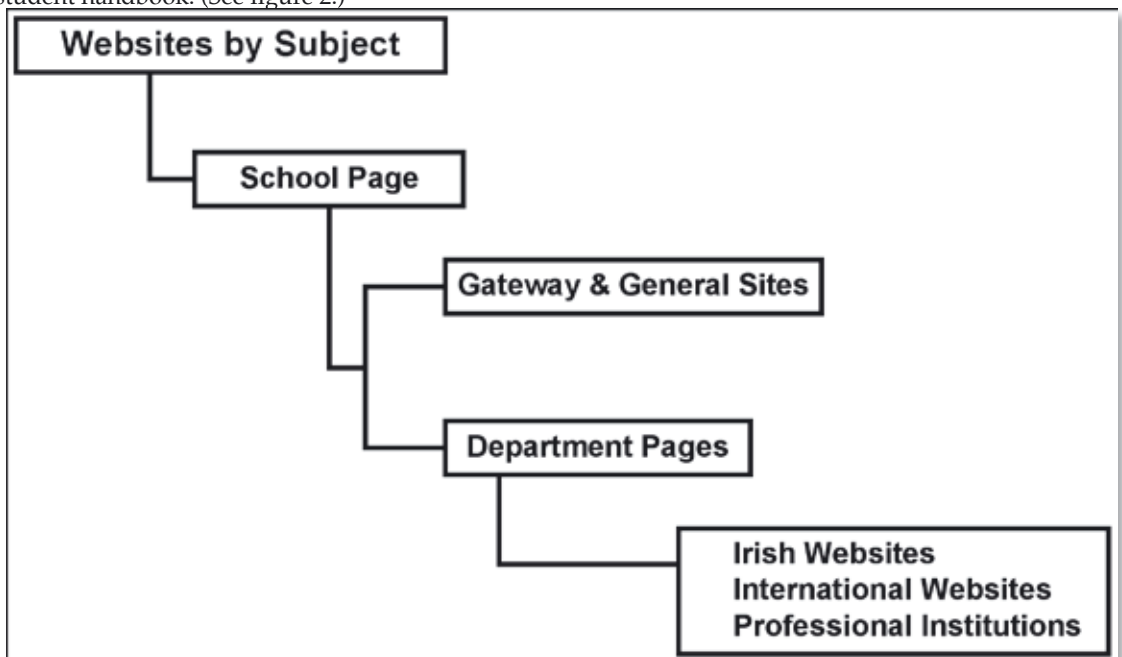 student handbook. (See figure 2.)
Websites by Subject
School Page
Gateway & General Sites
Department Pages
Irish Websites
International Websites
Professional Institutions